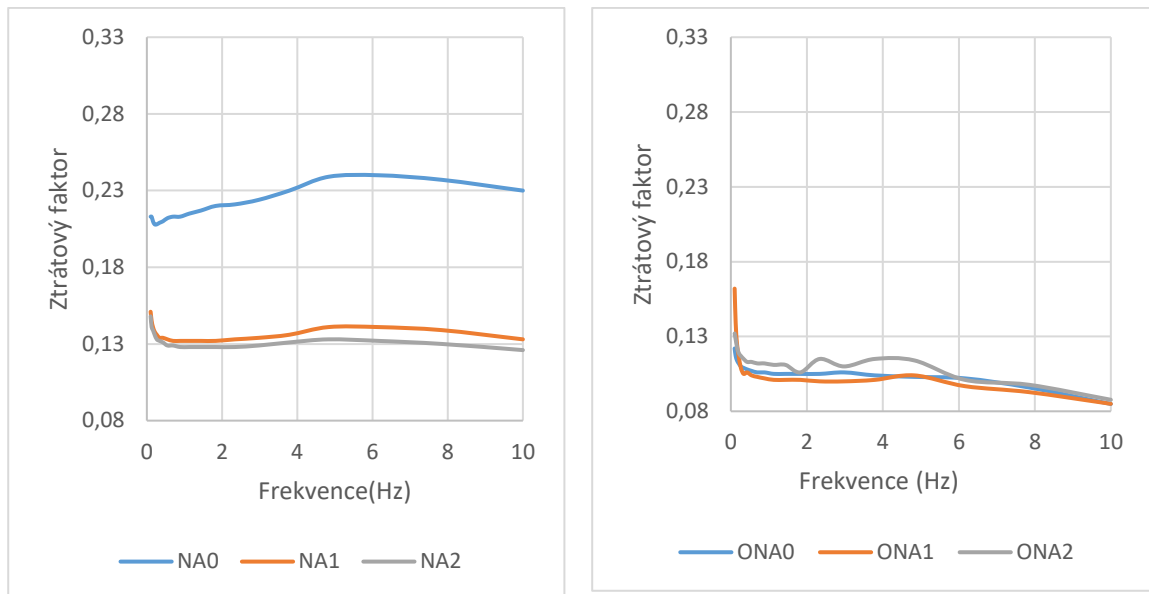 0,33
0,28
0,23
0,18
0,13
0,08
Ztrátový faktor
0 2 4 6 8 10
Frekvence(Hz)
NA0 NA1 NA2
0,33
0,28
0,23
0,18
0,13
0,08
Ztrátový faktor
0 2 4 6 8 10
Frekvence (Hz)
ONA0 ONA1 ONA2